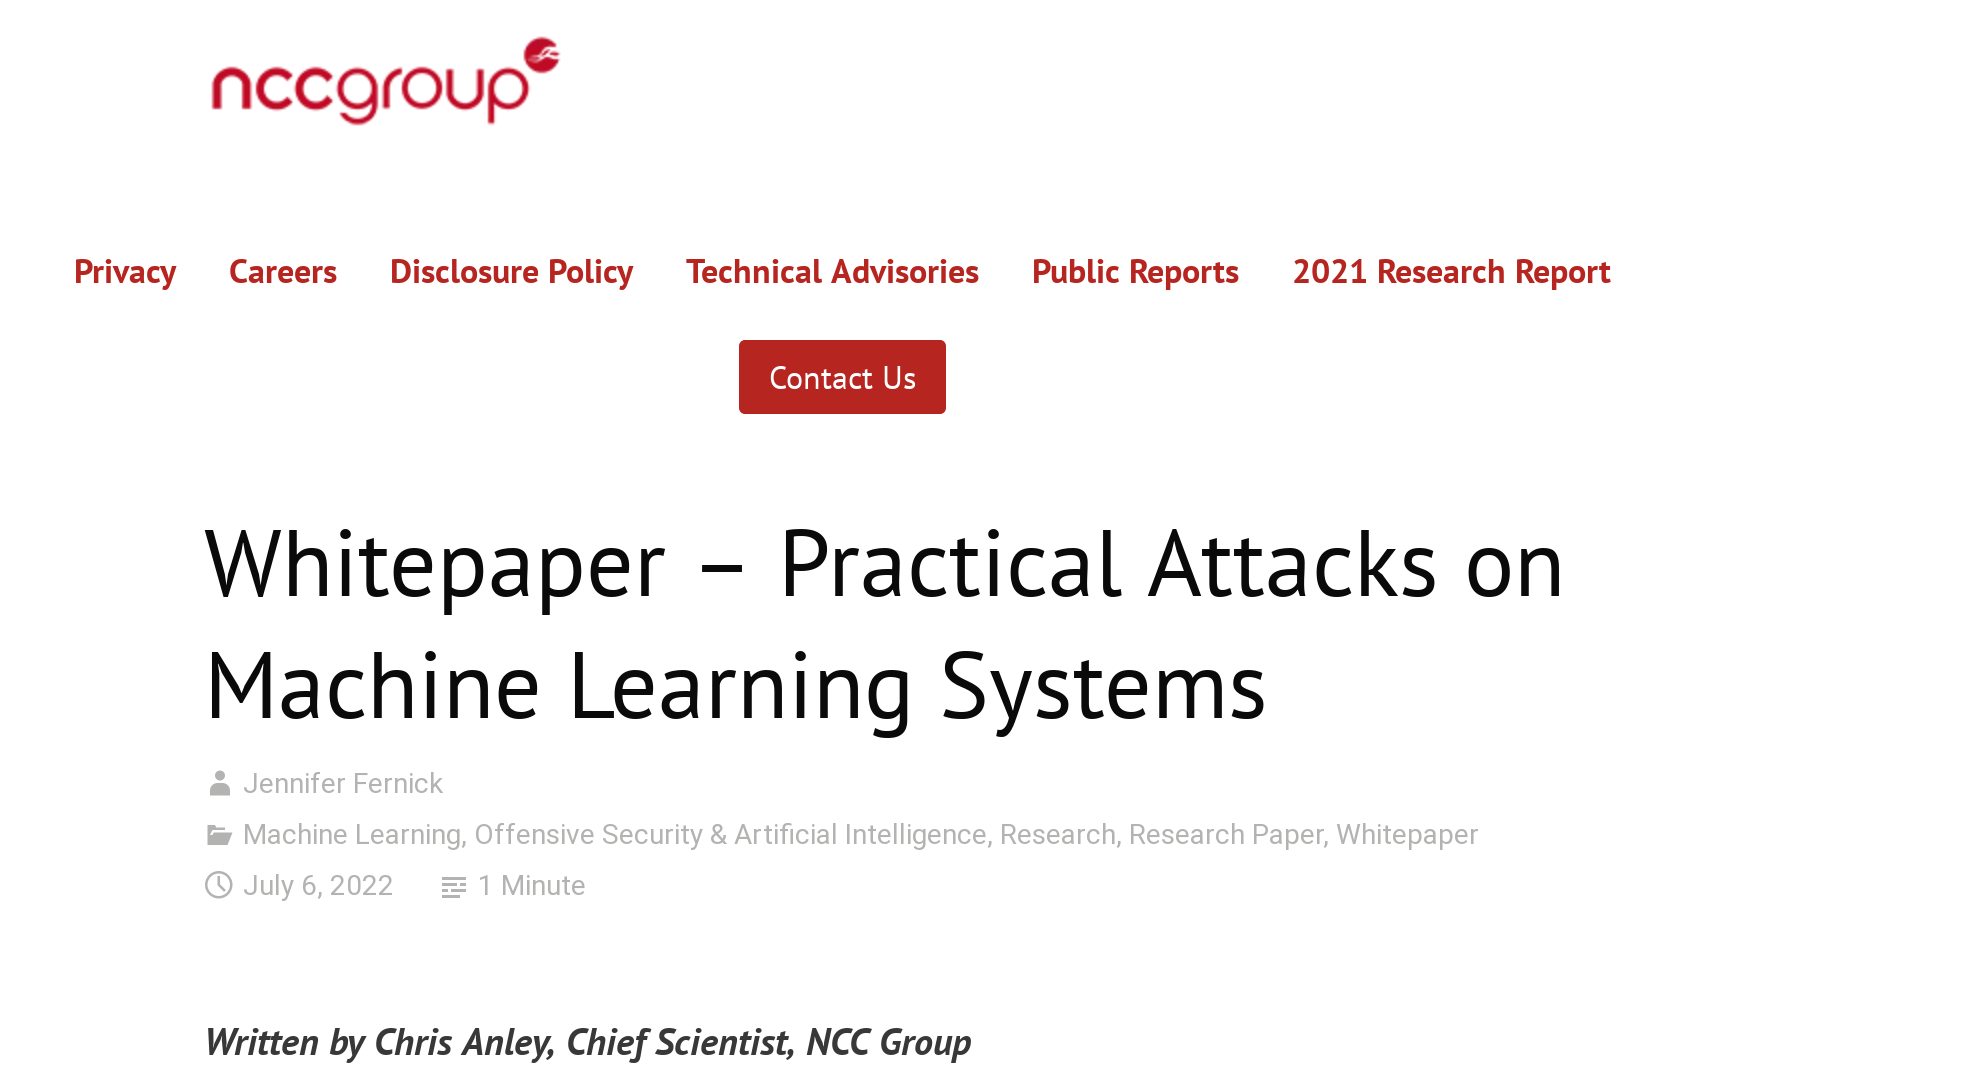 nccgroup
Privacy Careers Disclosure Policy Technical Advisories Public Reports 2021 Research Report
Contact Us
Whitepaper – Practical Attacks on
Machine Learning Systems
Jennifer Fernick
Machine Learning, Offensive Security & Artificial Intelligence, Research, Research Paper, Whitepaper
July 6, 2022 1 Minute
Written by Chris Anley, Chief Scientist, NCC Group